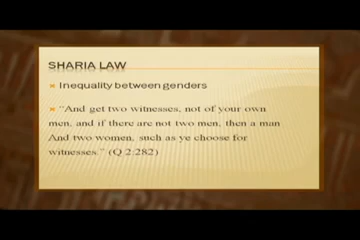 SHARIA LAW
Inequality between genders
“And get two witnesses, not of your own
men, and if there are not two men, then a man
And two women, such as ye choose for
witnesses.” (Q 2:282)